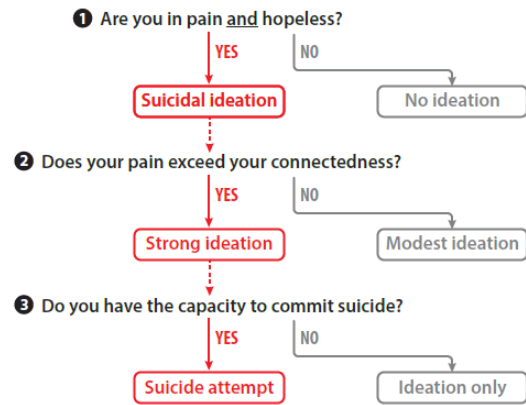 ❶ Are you in pain and hopeless?
YES
NO
Suicidal ideation
No ideation
❷ Does your pain exceed your connectedness?
YES
NO
Strong ideation
Modest ideation
❸ Do you have the capacity to commit suicide?
YES
NO
Suicide attempt
Ideation only